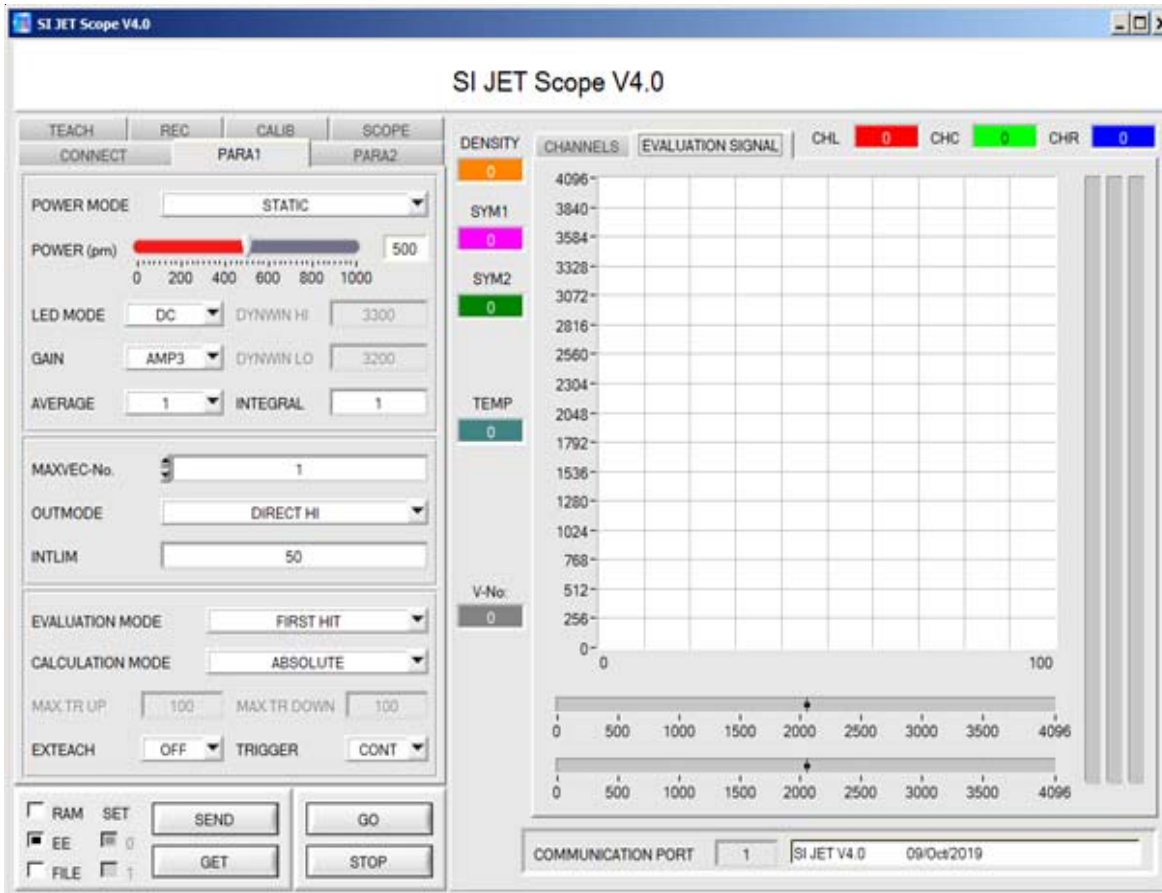 SI JET Scope V4.0
SI JET Scope V4.0
TEACH REC CALIB SCOPE
CONNECT PARA1 PARA2
POWER MODE STATIC
POWER (pm) 500
0 200 400 600 800 1000
LED MODE DC DYNWIN HI 3300
GAIN AMP3 DYNWIN LO 3200
AVERAGE 1 INTEGRAL 1
MAXVEC-No. 1
OUTMODE DIRECT HI
INTLIM 50
EVALUATION MODE FIRST HIT
CALCULATION MODE ABSOLUTE
MAX TR UP 100 MAX TR DOWN 100
EXTEACH OFF TRIGGER CONT
RAM SET
EE 0
FILE 1
SEND GO
GET STOP
DENSITY
0
SYM1
0
SYM2
0
TEMP
0
V-No:
0
CHANNELS EVALUATION SIGNAL CHL 0 CHC 0 CHR 0
4096
3840
3584
3328
3072
2816
2560
2304
2048
1792
1536
1280
1024
768
512
256
0
0 100
0 500 1000 1500 2000 2500 3000 3500 4096
0 500 1000 1500 2000 2500 3000 3500 4096
COMMUNICATION PORT 1 SI JET V4.0 09/Oct/2019